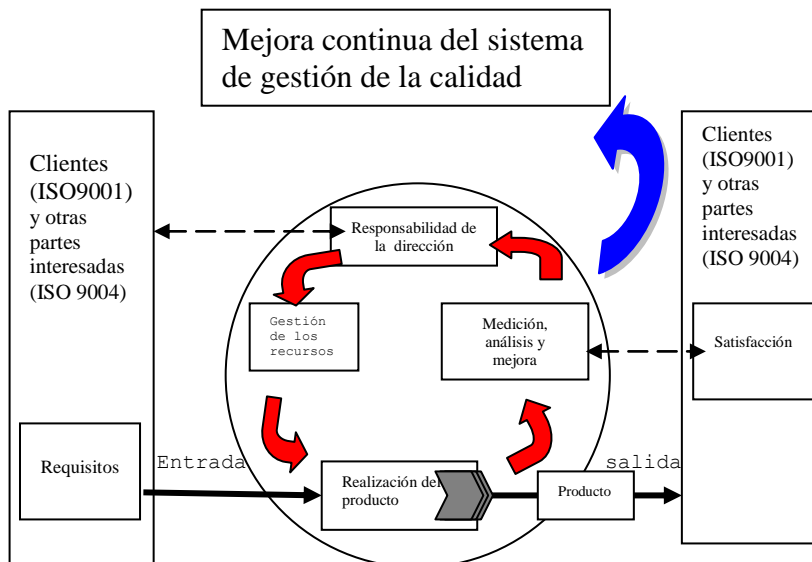 Mejora continua del sistema
de gestión de la calidad
Clientes
(ISO9001)
y otras
partes
interesadas
(ISO 9004)
Requisitos
Entrada
Responsabilidad de
la dirección
Gestión
de los
recursos
Medición,
análisis y
mejora
Realización del
producto
Producto
salida
Clientes
(ISO9001)
y otras
partes
interesadas
(ISO 9004)
Satisfacción